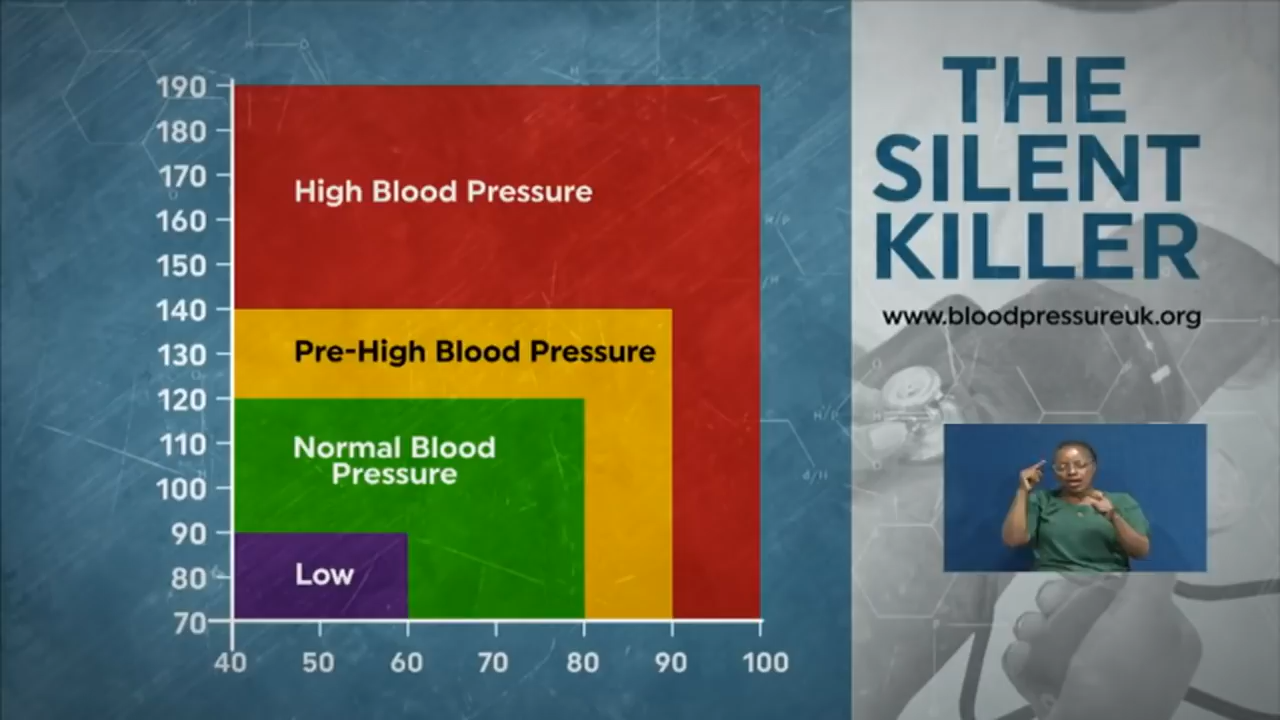 190
180
170
160
150
140
130
120
110
100
90
80
70
High Blood Pressure
Pre-High Blood Pressure
Normal Blood
Pressure
Low
40 50 60 70 80 90 100
THE
SILENT
KILLER
www.bloodpressureuk.org